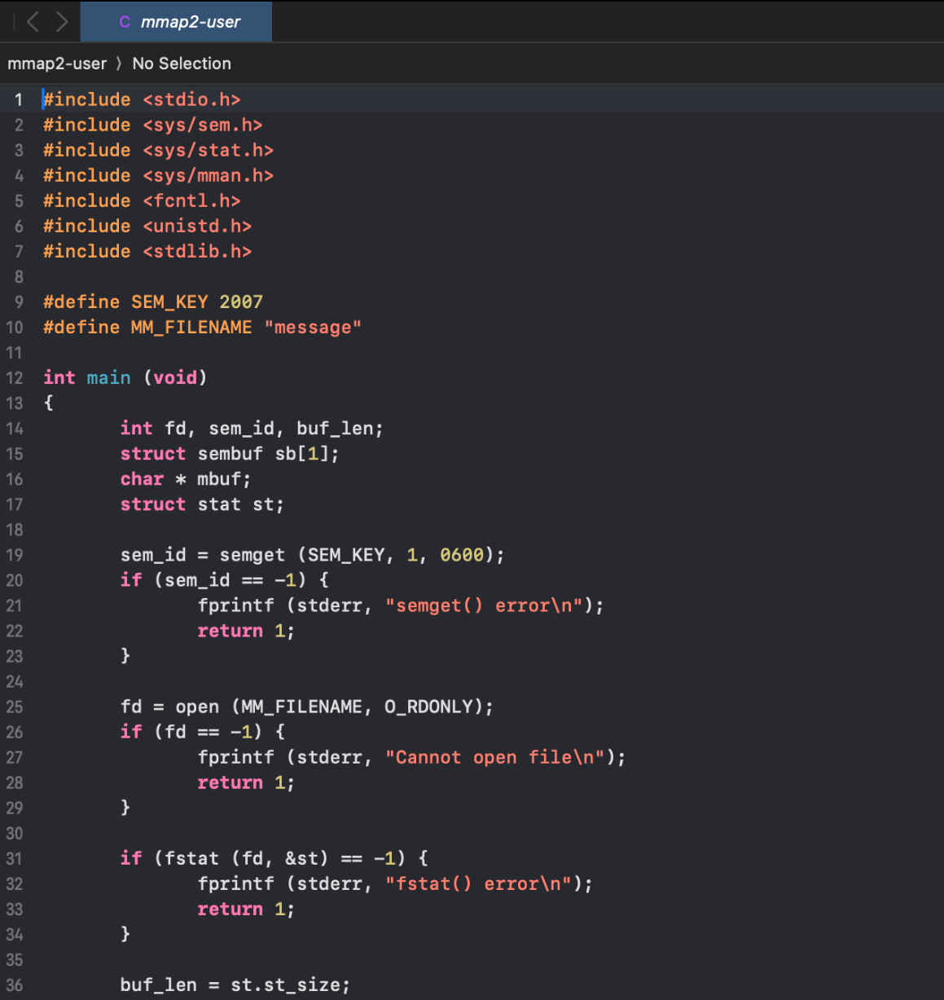 C mmap2-user
mmap2-user 〉 No Selection
1 #include <stdio.h>
2 #include <sys/sem.h>
3 #include <sys/stat.h>
4 #include <sys/mman.h>
5 #include <fcntl.h>
6 #include <unistd.h>
7 #include <stdlib.h>
8
9 #define SEM_KEY 2007
10 #define MM_FILENAME "message"
11
12 int main (void)
13 {
14         int fd, sem_id, buf_len;
15         struct sembuf sb[1];
16         char * mbuf;
17         struct stat st;
18
19         sem_id = semget (SEM_KEY, 1, 0600);
20         if (sem_id == -1) {
21                 fprintf (stderr, "semget() error\n");
22                 return 1;
23         }
24
25         fd = open (MM_FILENAME, O_RDONLY);
26         if (fd == -1) {
27                 fprintf (stderr, "Cannot open file\n");
28                 return 1;
29         }
30
31         if (fstat (fd, &st) == -1) {
32                 fprintf (stderr, "fstat() error\n");
33                 return 1;
34         }
35
36         buf_len = st.st_size;